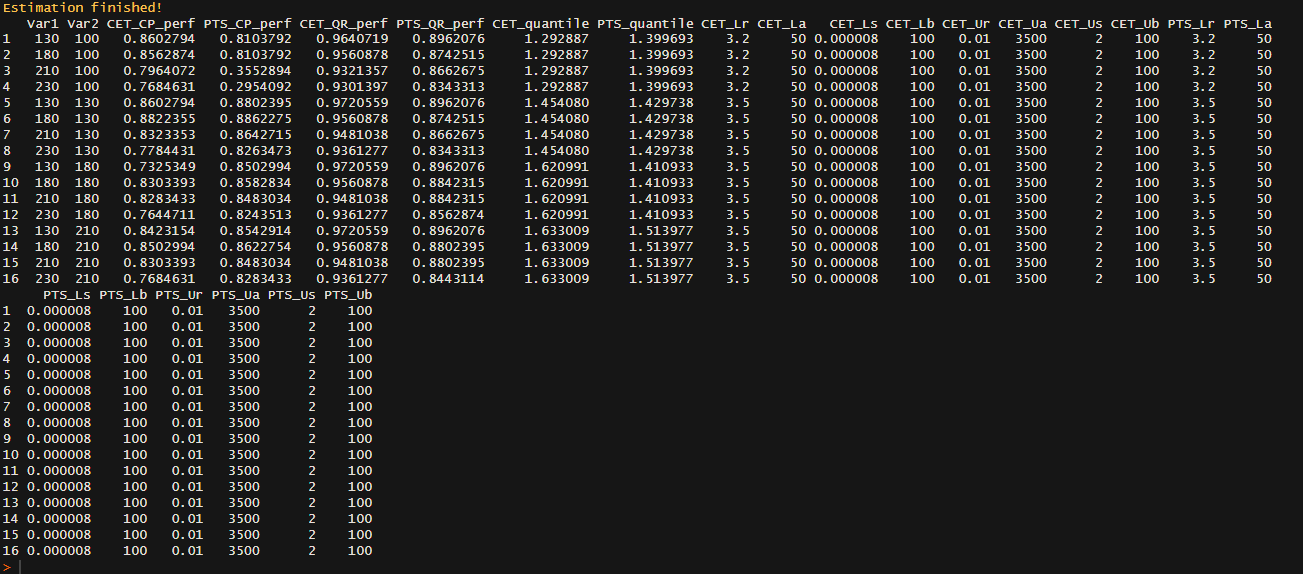 Estimation finished!
Var1 Var2 CET_CP_perf PTS_CP_perf CET_QR_perf PTS_QR_perf CET_quantile PTS_quantile CET_Lr CET_La CET_Ls CET_Lb CET_Ur CET_Ua CET_Us CET_Ub PTS_Lr PTS_La
1 130 100 0.8602794 0.8103792 0.9640719 0.8962076 1.292887 1.399693 3.2 50 0.000008 100 0.01 3500 2 100 3.2 50
2 180 100 0.8562874 0.8103792 0.9560878 0.8742515 1.292887 1.399693 3.2 50 0.000008 100 0.01 3500 2 100 3.2 50
3 210 100 0.7964072 0.3552894 0.9321357 0.8662675 1.292887 1.399693 3.2 50 0.000008 100 0.01 3500 2 100 3.2 50
4 230 100 0.7684631 0.2954092 0.9301397 0.8343313 1.292887 1.399693 3.2 50 0.000008 100 0.01 3500 2 100 3.2 50
5 130 130 0.8602794 0.8802395 0.9720559 0.8962076 1.454080 1.429738 3.5 50 0.000008 100 0.01 3500 2 100 3.5 50
6 180 130 0.8822355 0.8862275 0.9560878 0.8742515 1.454080 1.429738 3.5 50 0.000008 100 0.01 3500 2 100 3.5 50
7 210 130 0.8323353 0.8642715 0.9481038 0.8662675 1.454080 1.429738 3.5 50 0.000008 100 0.01 3500 2 100 3.5 50
8 230 130 0.7784431 0.8263473 0.9361277 0.8343313 1.454080 1.429738 3.5 50 0.000008 100 0.01 3500 2 100 3.5 50
9 130 180 0.7325349 0.8502994 0.9720559 0.8962076 1.620991 1.410933 3.5 50 0.000008 100 0.01 3500 2 100 3.5 50
10 180 180 0.8303393 0.8582834 0.9560878 0.8842315 1.620991 1.410933 3.5 50 0.000008 100 0.01 3500 2 100 3.5 50
11 210 180 0.8283433 0.8483034 0.9481038 0.8842315 1.620991 1.410933 3.5 50 0.000008 100 0.01 3500 2 100 3.5 50
12 230 180 0.7644711 0.8243513 0.9361277 0.8562874 1.620991 1.410933 3.5 50 0.000008 100 0.01 3500 2 100 3.5 50
13 130 210 0.8423154 0.8542914 0.9720559 0.8962076 1.633009 1.513977 3.5 50 0.000008 100 0.01 3500 2 100 3.5 50
14 180 210 0.8502994 0.8622754 0.9560878 0.8802395 1.633009 1.513977 3.5 50 0.000008 100 0.01 3500 2 100 3.5 50
15 210 210 0.8303393 0.8483034 0.9481038 0.8802395 1.633009 1.513977 3.5 50 0.000008 100 0.01 3500 2 100 3.5 50
16 230 210 0.7684631 0.8283433 0.9361277 0.8443114 1.633009 1.513977 3.5 50 0.000008 100 0.01 3500 2 100 3.5 50
PTS_Ls PTS_Lb PTS_Ur PTS_Ua PTS_Us PTS_Ub
1 0.000008 100 0.01 3500 2 100
2 0.000008 100 0.01 3500 2 100
3 0.000008 100 0.01 3500 2 100
4 0.000008 100 0.01 3500 2 100
5 0.000008 100 0.01 3500 2 100
6 0.000008 100 0.01 3500 2 100
7 0.000008 100 0.01 3500 2 100
8 0.000008 100 0.01 3500 2 100
9 0.000008 100 0.01 3500 2 100
10 0.000008 100 0.01 3500 2 100
11 0.000008 100 0.01 3500 2 100
12 0.000008 100 0.01 3500 2 100
13 0.000008 100 0.01 3500 2 100
14 0.000008 100 0.01 3500 2 100
15 0.000008 100 0.01 3500 2 100
16 0.000008 100 0.01 3500 2 100
>